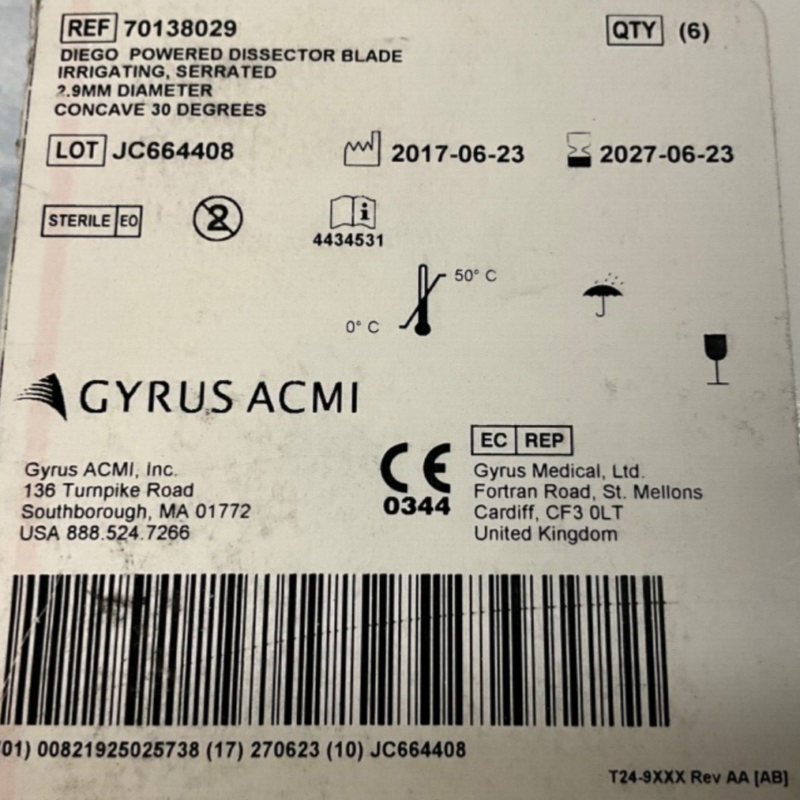 REF 70138029 QTY (6)
DIEGO POWERED DISSECTOR BLADE
IRRIGATING, SERRATED
2.9MM DIAMETER
CONCAVE 30 DEGREES
LOT JC664408 2017-06-23 2027-06-23
STERILE EO 2 i
4434531
50° C
0° C
GYRUS ACMI
Gyrus ACMI, Inc.
136 Turnpike Road
Southborough, MA 01772
USA 888.524.7266
CE
0344
EC REP
Gyrus Medical, Ltd.
Fortran Road, St. Mellons
Cardiff, CF3 0LT
United Kingdom
01) 00821925025738 (17) 270623 (10) JC664408
T24-9XXX Rev AA [AB]